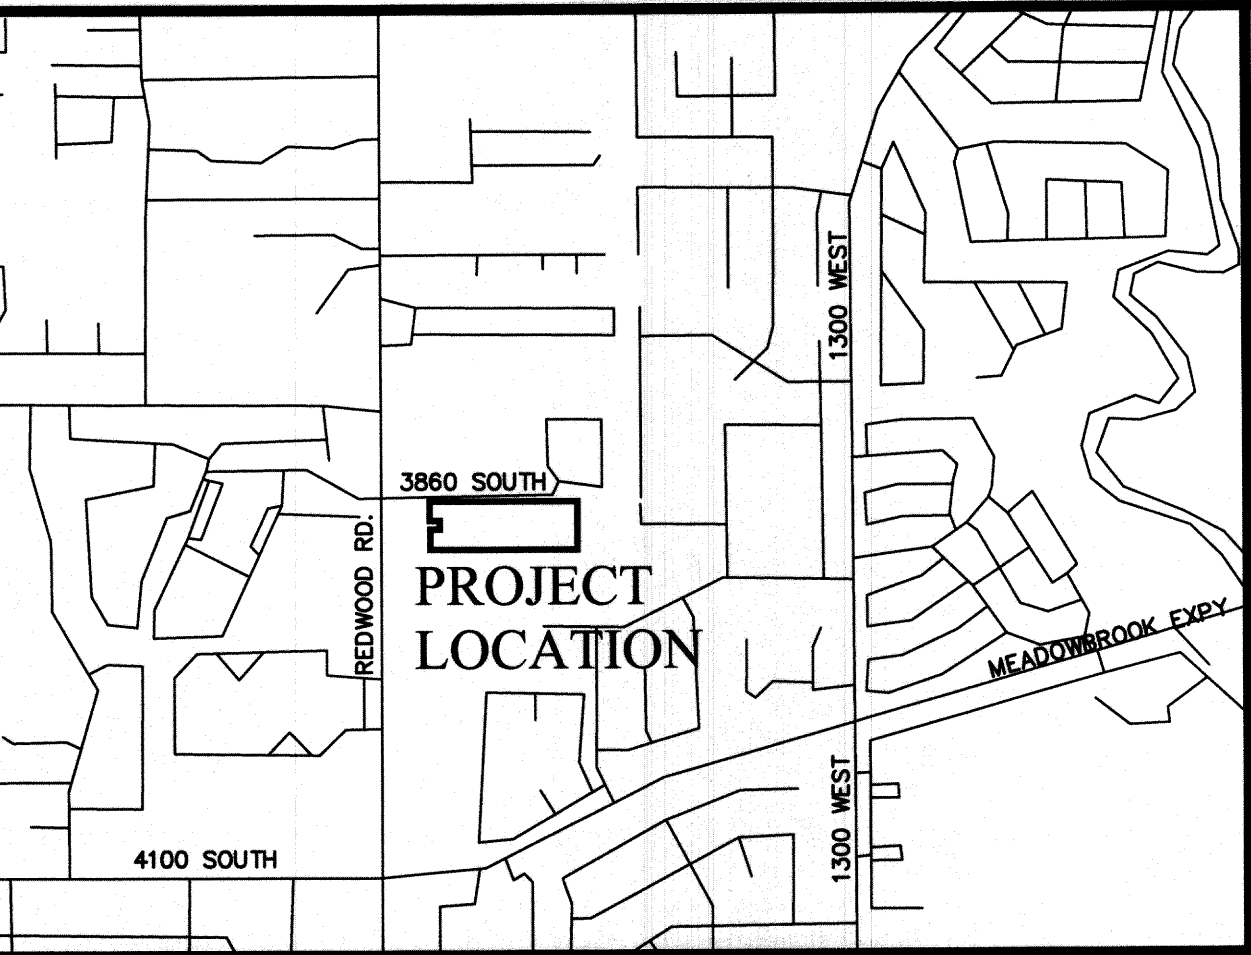 1300 WEST
3860 SOUTH
REDWOOD RD.
PROJECT
LOCATION
MEADOWBROOK EXPY
1300 WEST
4100 SOUTH